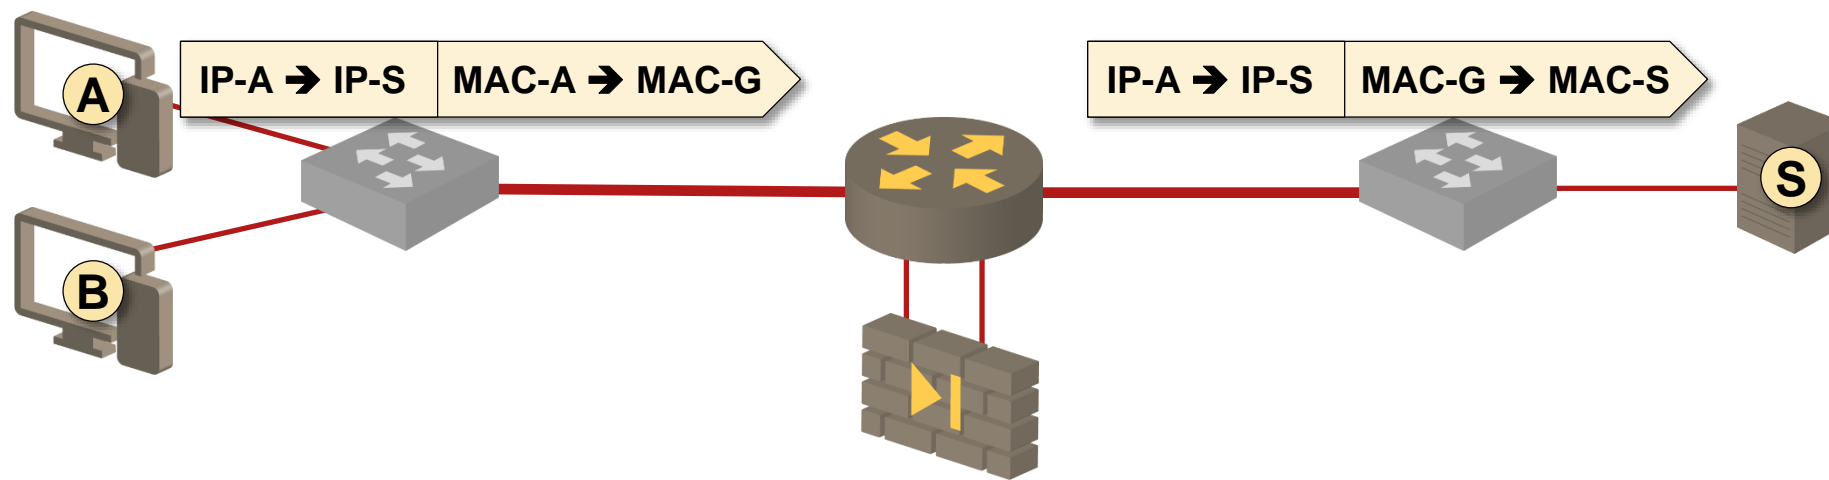 A
IP-A ➔ IP-S MAC-A ➔ MAC-G
IP-A ➔ IP-S MAC-G ➔ MAC-S
S
B